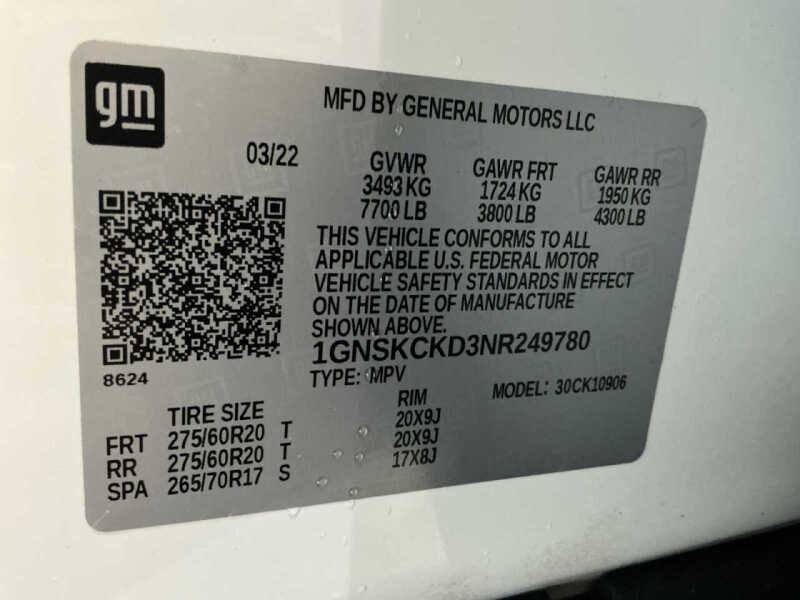 gm
MFD BY GENERAL MOTORS LLC
03/22
GVWR GAWR FRT GAWR RR
3493 KG 1724 KG 1950 KG
7700 LB 3800 LB 4300 LB
THIS VEHICLE CONFORMS TO ALL
APPLICABLE U.S. FEDERAL MOTOR
VEHICLE SAFETY STANDARDS IN EFFECT
ON THE DATE OF MANUFACTURE
SHOWN ABOVE.
1GNSKCKD3NR249780
8624
TYPE: MPV MODEL: 30CK10906
TIRE SIZE RIM
FRT 275/60R20 T 20X9J
RR 275/60R20 T 20X9J
SPA 265/70R17 S 17X8J